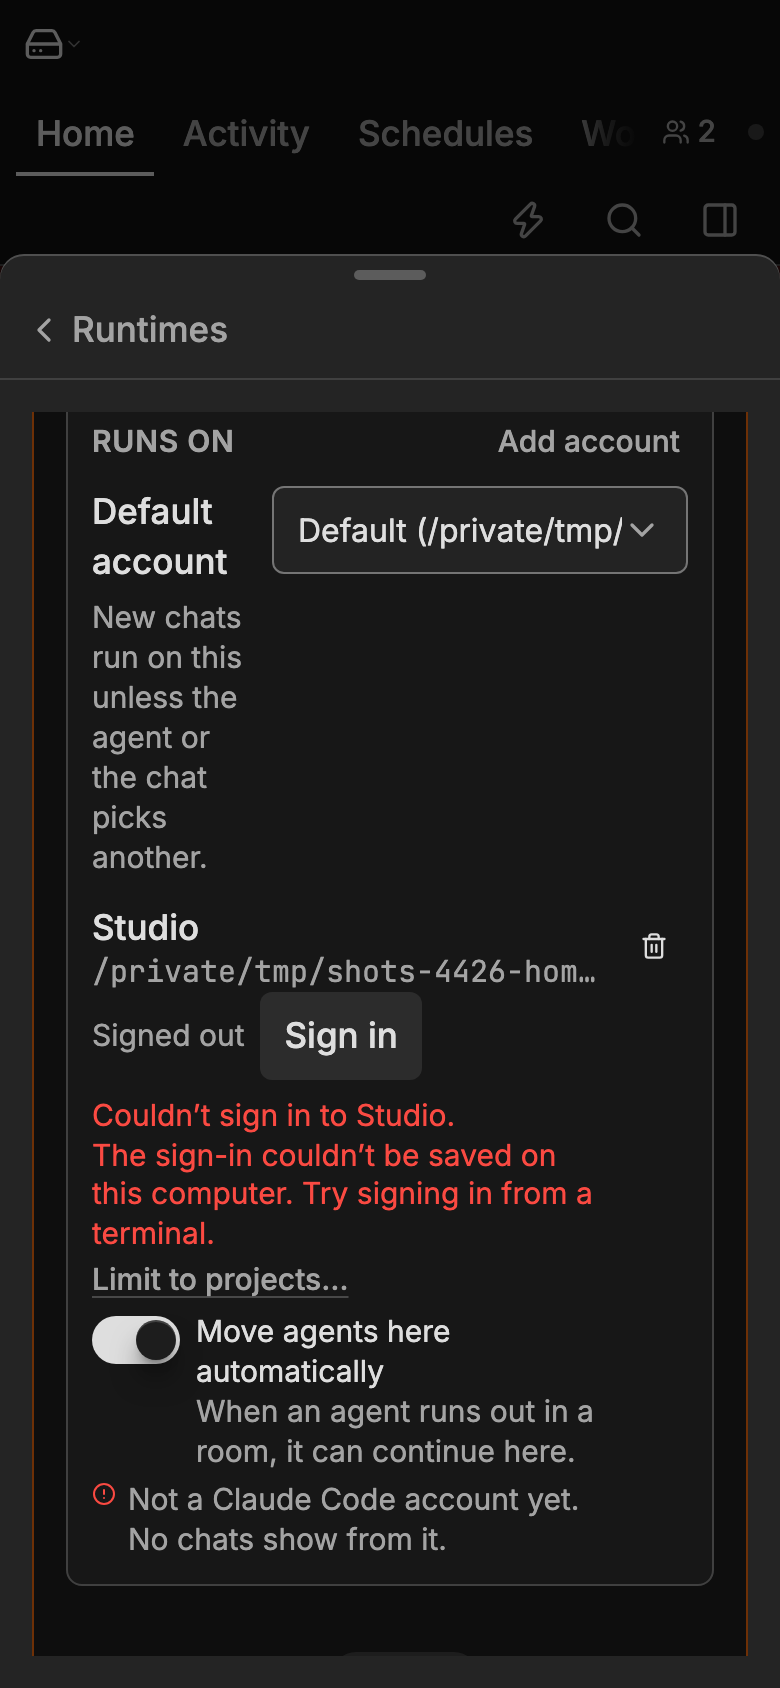 Home Activity Schedules Wo 2
Runtimes
RUNS ON Add account
Default account
Default (/private/tmp/
New chats
run on this
unless the
agent or
the chat
picks
another.
Studio
/private/tmp/shots-4426-hom…
Signed out Sign in
Couldn’t sign in to Studio.
The sign-in couldn’t be saved on
this computer. Try signing in from a
terminal.
Limit to projects...
Move agents here
automatically
When an agent runs out in a
room, it can continue here.
Not a Claude Code account yet.
No chats show from it.